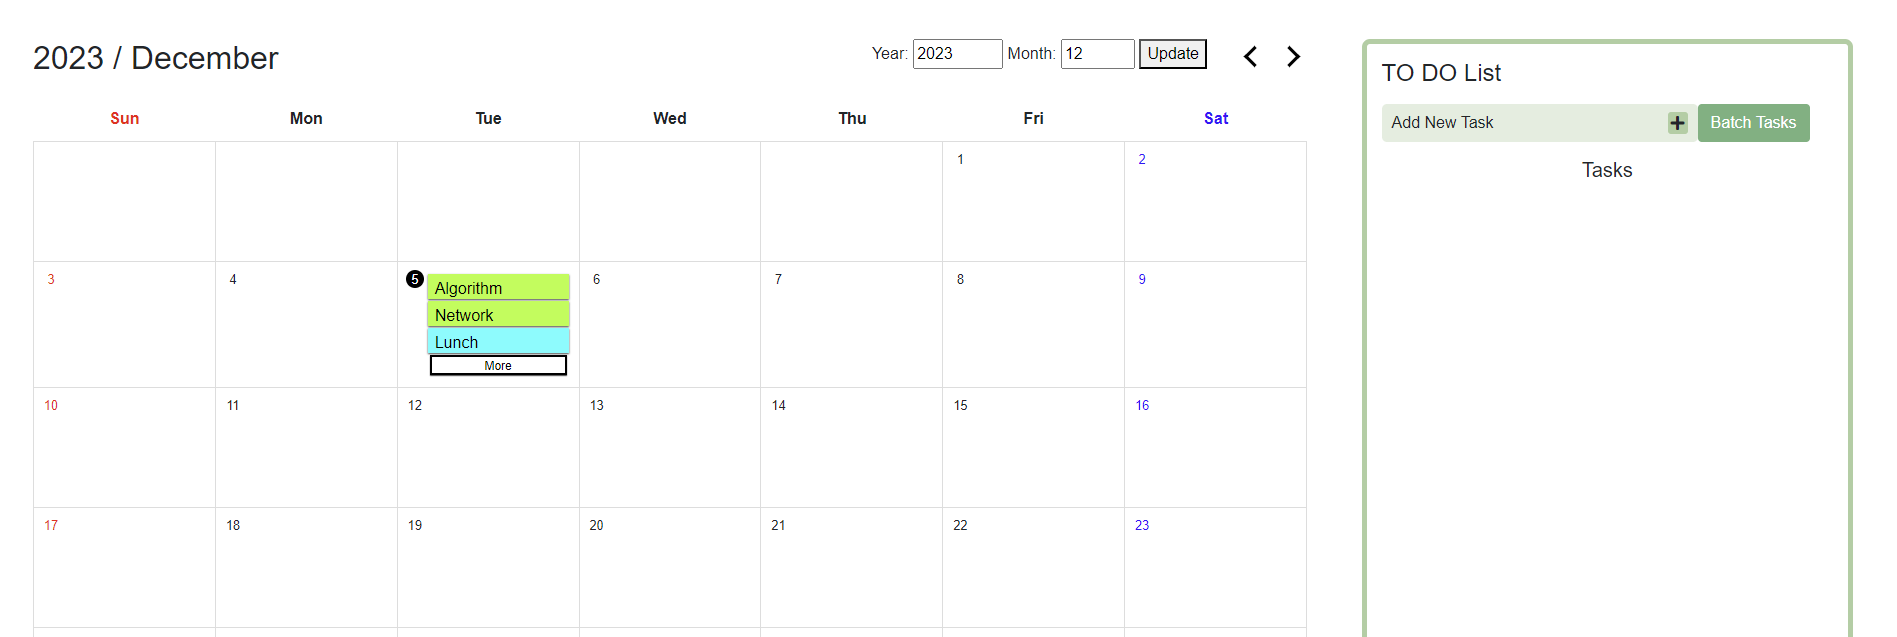 2023 / December
Year: 2023 Month: 12 Update
Sun Mon Tue Wed Thu Fri Sat
1 2
3 4 5 6 7 8 9
Algorithm
Network
Lunch
More
10 11 12 13 14 15 16
17 18 19 20 21 22 23
TO DO List
Add New Task Batch Tasks
Tasks